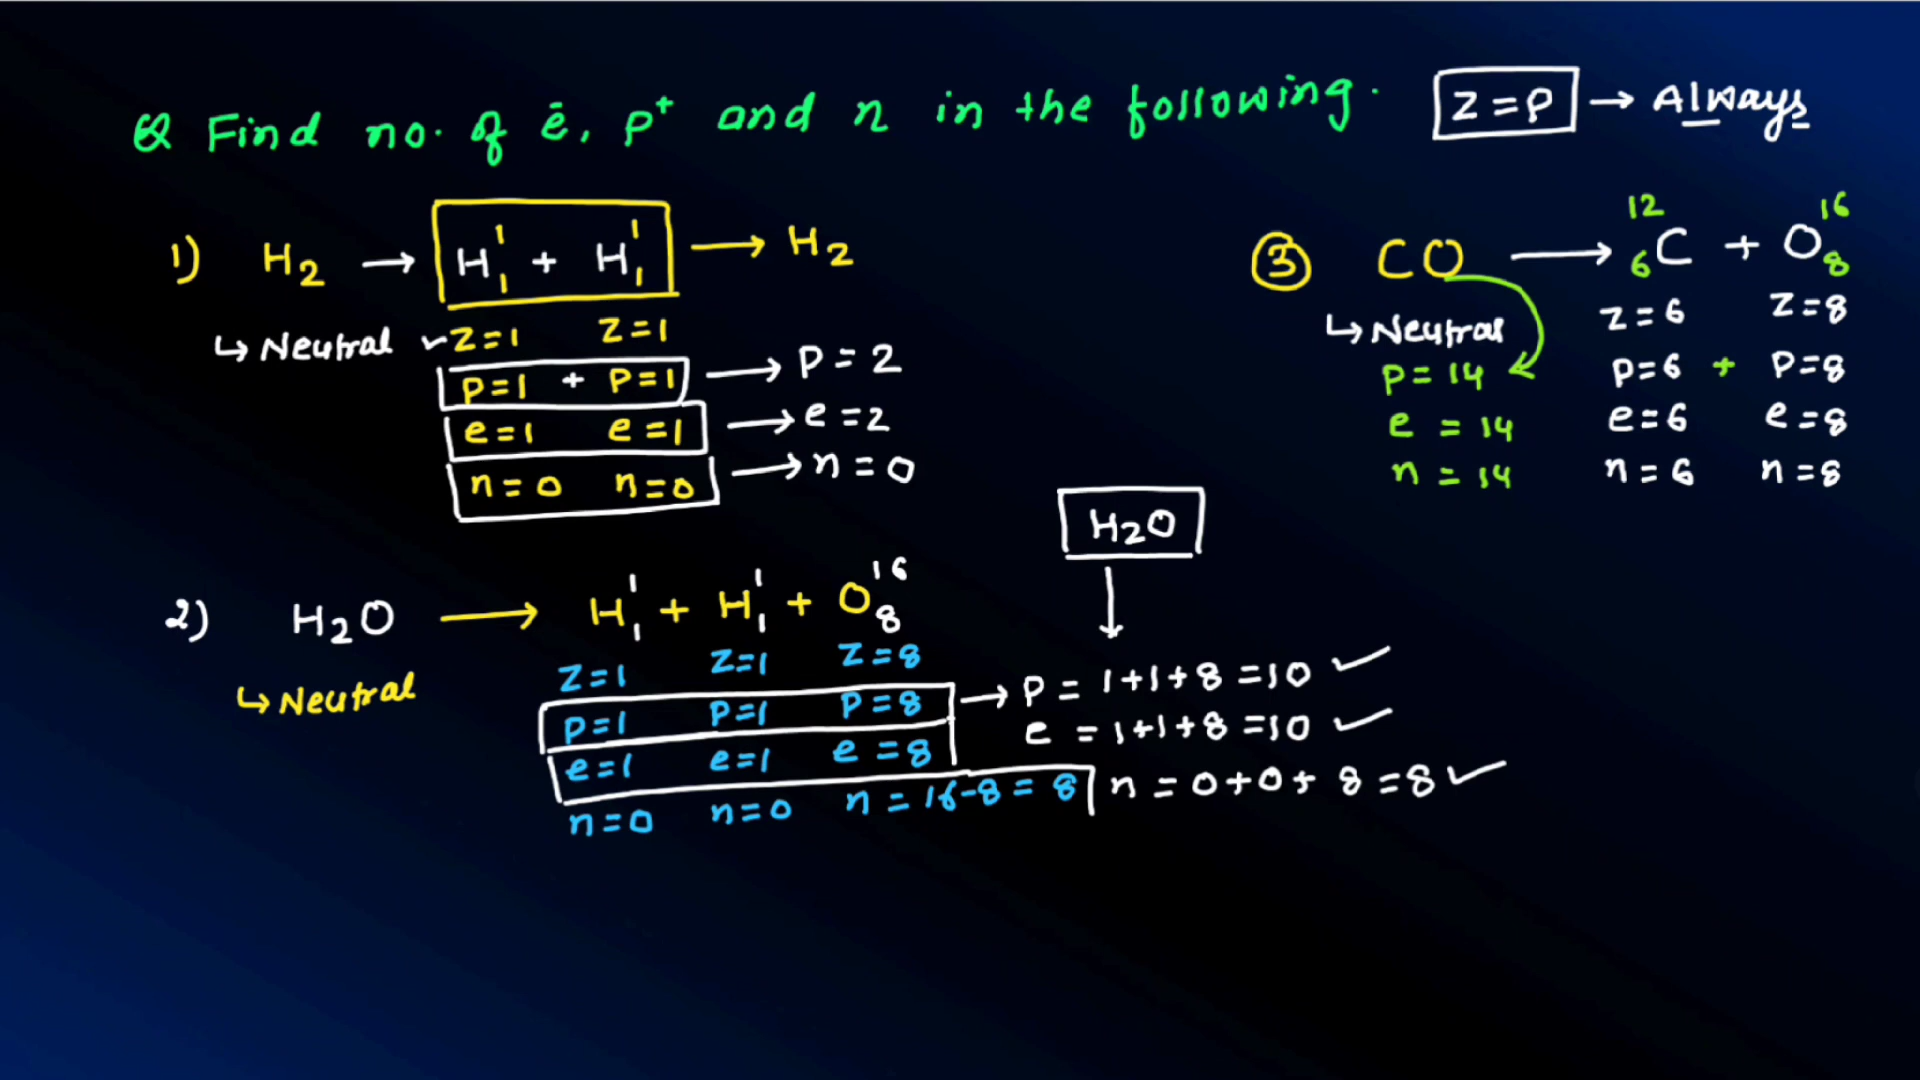 Q Find no. of ē, p⁺ and n in the following. Z=P → Always
1) H₂ → H¹₁ + H¹₁ → H₂
↳ Neutral
Z=1 Z=1
P=1 + P=1 → P=2
e=1 e=1 → e=2
n=0 n=0 → n=0
③ CO → ¹²₆C + O¹⁶₈
↳ Neutral
Z=6 Z=8
P=14 P=6 + P=8
e=14 e=6 e=8
n=14 n=6 n=8
2) H₂O → H¹₁ + H¹₁ + O¹⁶₈
↳ Neutral
Z=1 Z=1 Z=8
P=1 P=1 P=8
e=1 e=1 e=8
n=0 n=0 n=16-8=8
H₂O
↓
→ P=1+1+8=10 ✓
e=1+1+8=10 ✓
n=0+0+8=8 ✓